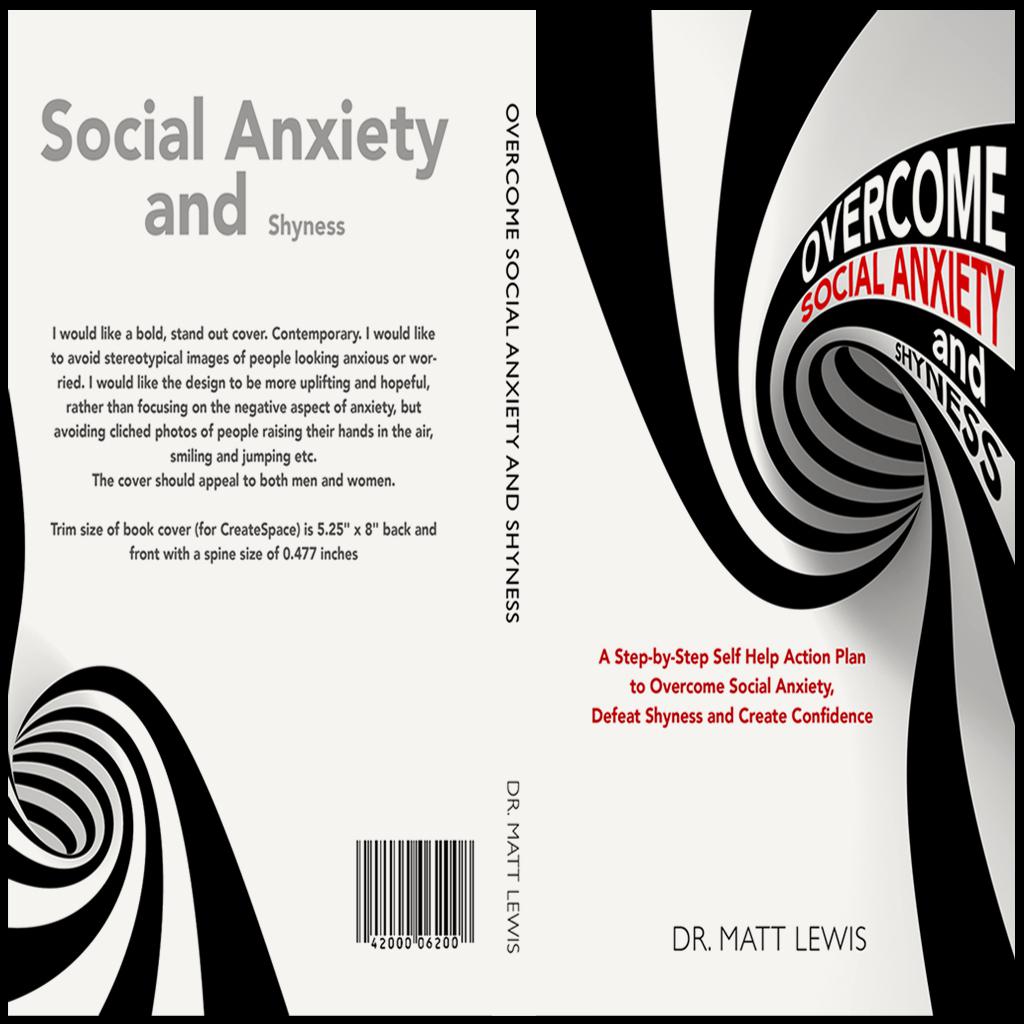 Social Anxiety
and Shyness
I would like a bold, stand out cover. Contemporary. I would like
to avoid stereotypical images of people looking anxious or wor-
ried. I would like the design to be more uplifting and hopeful,
rather than focusing on the negative aspect of anxiety, but
avoiding cliched photos of people raising their hands in the air,
smiling and jumping etc.
The cover should appeal to both men and women.
Trim size of book cover (for CreateSpace) is 5.25" x 8" back and
front with a spine size of 0.477 inches
42000 06200
OVERCOME SOCIAL ANXIETY AND SHYNESS
DR. MATT LEWIS
OVERCOME
SOCIAL ANXIETY
and
SHYNESS
A Step-by-Step Self Help Action Plan
to Overcome Social Anxiety,
Defeat Shyness and Create Confidence
DR. MATT LEWIS